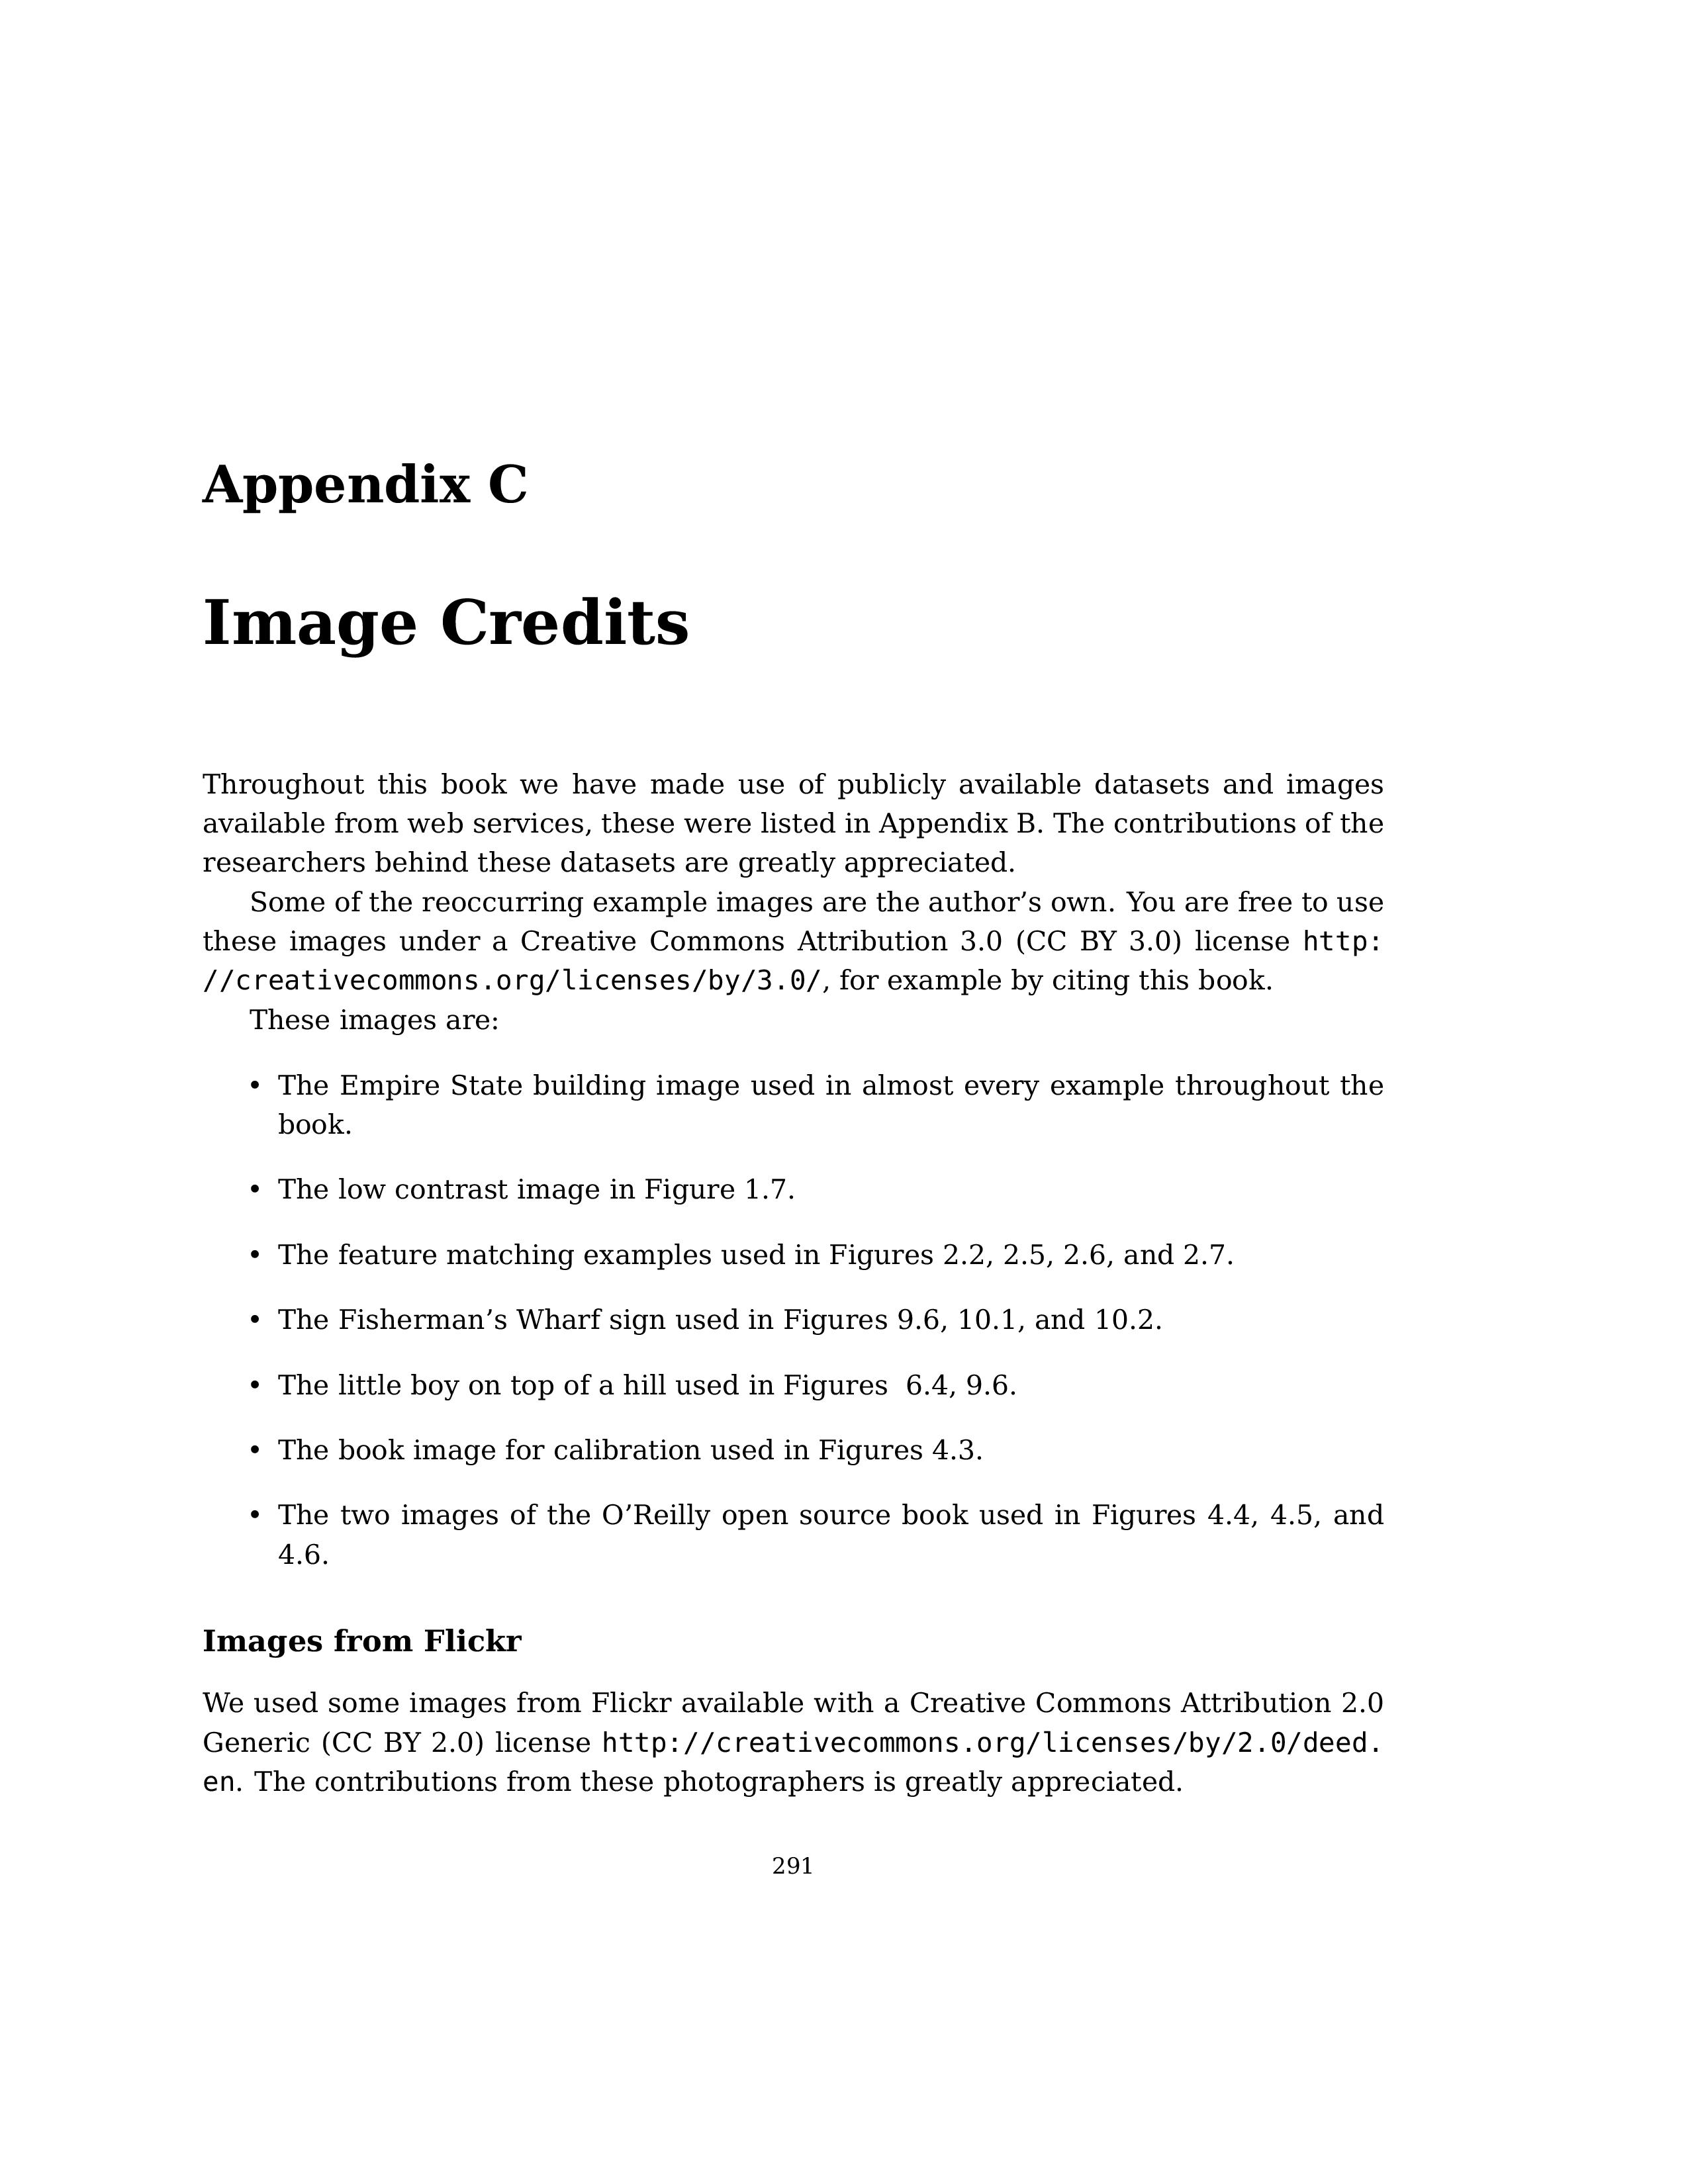 Appendix C
Image Credits
Throughout this book we have made use of publicly available datasets and images
available from web services, these were listed in Appendix B. The contributions of the
researchers behind these datasets are greatly appreciated.
Some of the reoccurring example images are the author’s own. You are free to use
these images under a Creative Commons Attribution 3.0 (CC BY 3.0) license http:
//creativecommons.org/licenses/by/3.0/, for example by citing this book.
These images are:
• The Empire State building image used in almost every example throughout the
book.
• The low contrast image in Figure 1.7.
• The feature matching examples used in Figures 2.2, 2.5, 2.6, and 2.7.
• The Fisherman’s Wharf sign used in Figures 9.6, 10.1, and 10.2.
• The little boy on top of a hill used in Figures 6.4, 9.6.
• The book image for calibration used in Figures 4.3.
• The two images of the O’Reilly open source book used in Figures 4.4, 4.5, and
4.6.
Images from Flickr
We used some images from Flickr available with a Creative Commons Attribution 2.0
Generic (CC BY 2.0) license http://creativecommons.org/licenses/by/2.0/deed.
en. The contributions from these photographers is greatly appreciated.
291